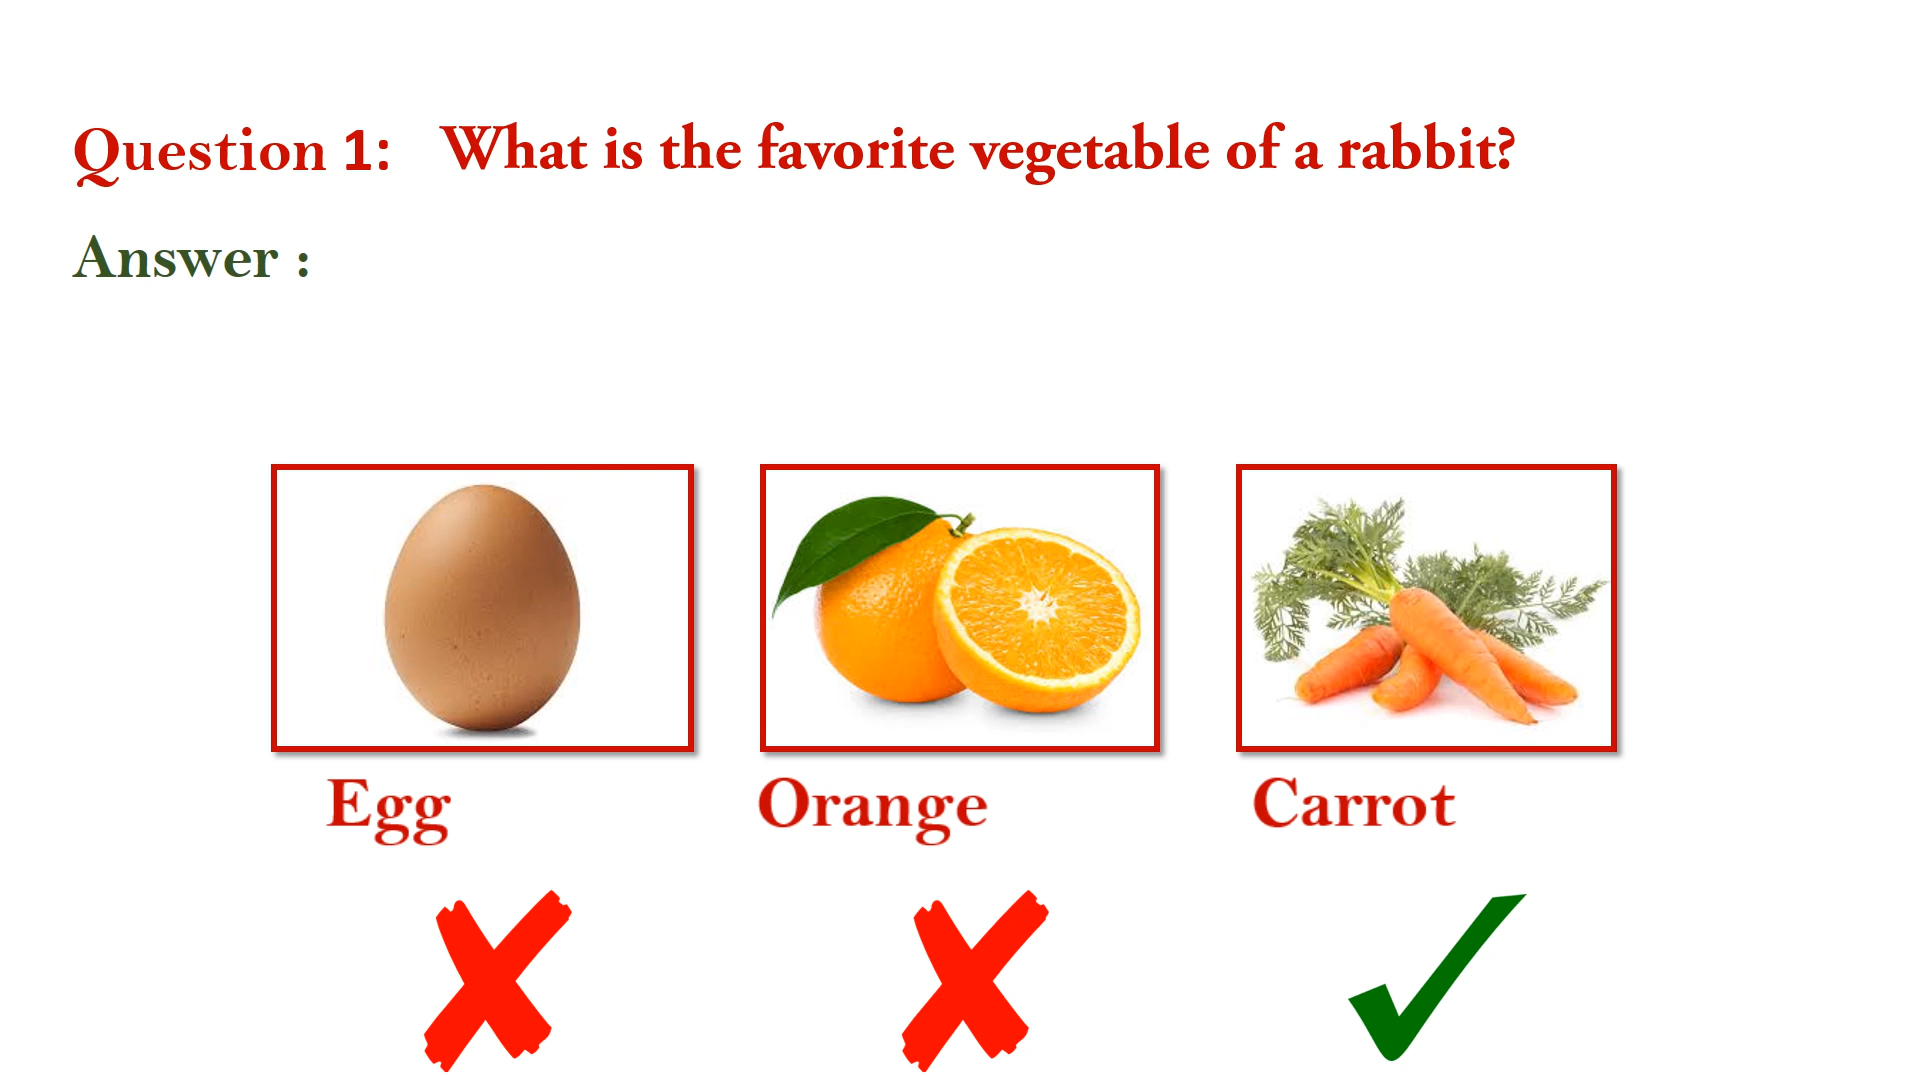 Question 1: What is the favorite vegetable of a rabbit?
Answer :
Egg Orange Carrot